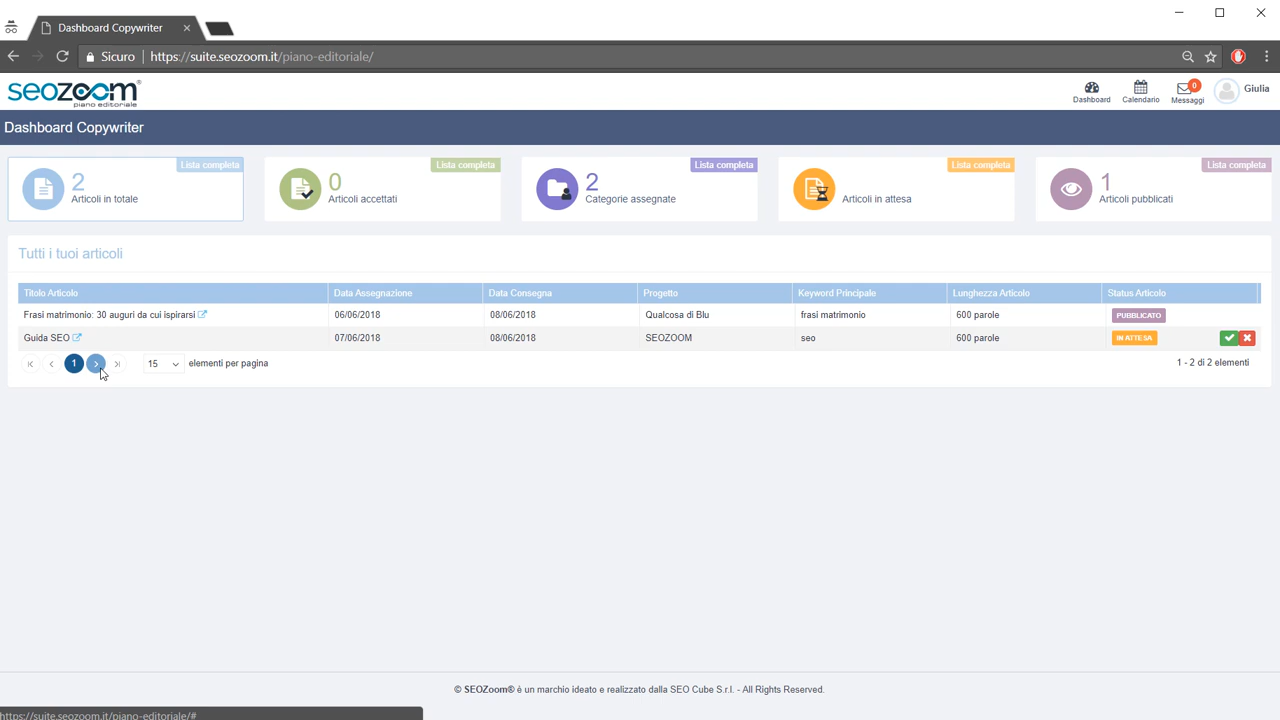 Dashboard Copywriter
Sicuro https://suite.seozoom.it/piano-editoriale/
seozoom®
piano editoriale
Dashboard Calendario 0 Messaggi Giulia
Dashboard Copywriter
Lista completa
2
Articoli in totale
Lista completa
0
Articoli accettati
Lista completa
2
Categorie assegnate
Lista completa
Articoli in attesa
Lista completa
1
Articoli pubblicati
Tutti i tuoi articoli
Titolo Articolo Data Assegnazione Data Consegna Progetto Keyword Principale Lunghezza Articolo Status Articolo
Frasi matrimonio: 30 auguri da cui ispirarsi 06/06/2018 08/06/2018 Qualcosa di Blu frasi matrimonio 600 parole PUBBLICATO
Guida SEO 07/06/2018 08/06/2018 SEOZOOM seo 600 parole IN ATTESA
1 15 elementi per pagina 1 - 2 di 2 elementi
© SEOZoom® è un marchio ideato e realizzato dalla SEO Cube S.r.l. - All Rights Reserved.
https://suite.seozoom.it/piano-editoriale/#